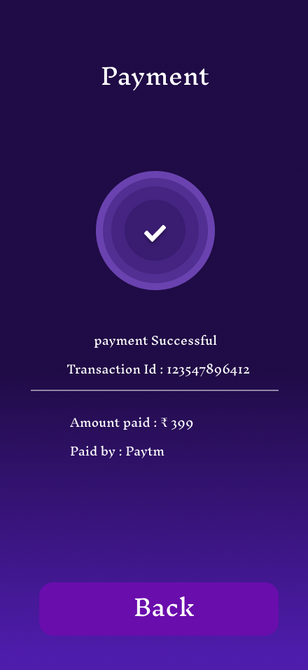 Payment
payment Successful
Transaction Id : 123547896412
Amount paid : ₹ 399
Paid by : Paytm
Back